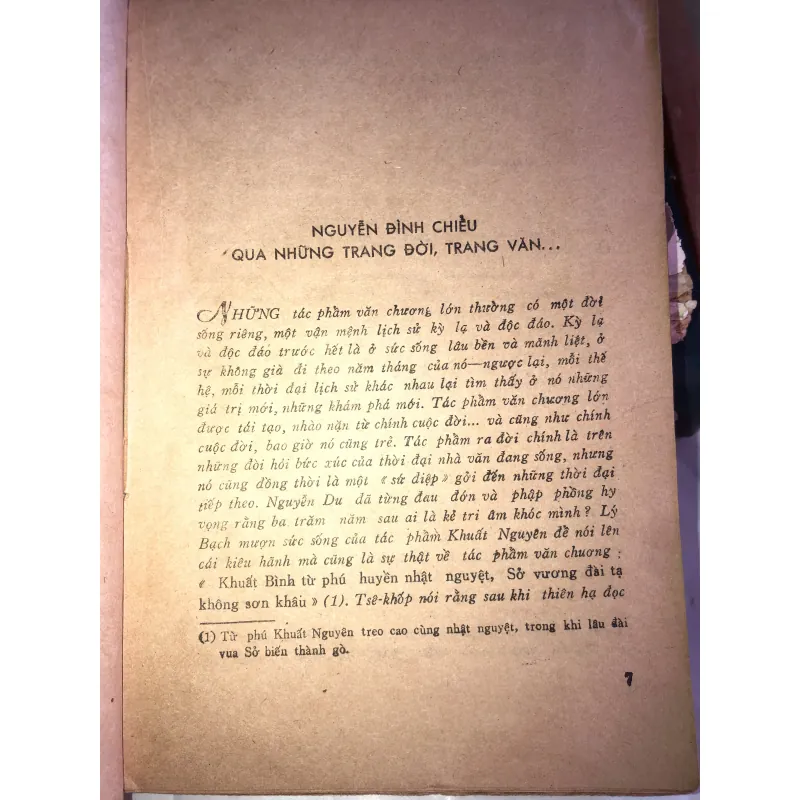 NGUYỄN ĐÌNH CHIỀU
QUA NHỮNG TRANG ĐỜI, TRANG VĂN...
NHỮNG tác phầm văn chương lớn thường có một đời
sống riêng, một vận mệnh lịch sử kỳ lạ và độc đáo. Kỳ lạ
và độc đáo trước hết là ở sức sống lâu bền và mãnh liệt, ở
sự không già đi theo năm tháng của nó—ngược lại, mỗi thế
hệ, mỗi thời đại lịch sử khác nhau lại tìm thấy ở nó những
giá trị mới, những khám phá mới. Tác phầm văn chương lớn
được tái tạo, nhào nặn từ chính cuộc đời... và cũng như chính
cuộc đời, bao giờ nó cũng trẻ. Tác phầm ra đời chính là trên
những đòi hỏi bức xúc của thời đại nhà văn đang sống, nhưng
nó cũng đồng thời là một « sứ điệp » gởi đến những thời đại
tiếp theo. Nguyễn Du đã từng đau đớn và phập phồng hy
vọng rằng ba trăm năm sau ai là kẻ tri âm khóc mình? Lý
Bạch mượn sức sống của tác phầm Khuất Nguyên đề nói lên
cái kiêu hãnh mà cũng là sự thật về tác phầm văn chương :
« Khuất Bình từ phú huyền nhật nguyệt, Sở vương đài tạ
không sơn khâu » (1). Tsê-khốp nói rằng sau khi thiên hạ đọc
(1) Từ phú Khuất Nguyên treo cao cùng nhật nguyệt, trong khi lâu đài
vua Sở biến thành gò.
7